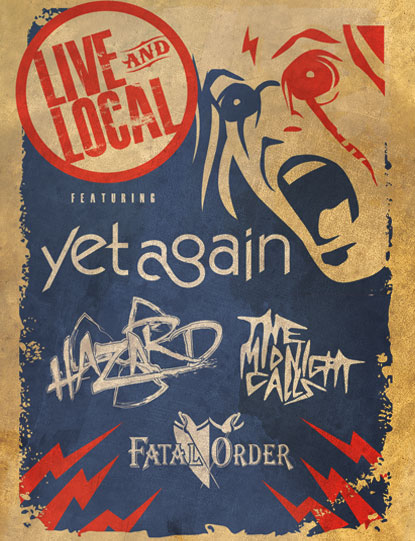 LIVE AND
LOCAL
FEATURING
yet again
HAZARD
THE
MIDNIGHT
CALLS
FATAL ORDER